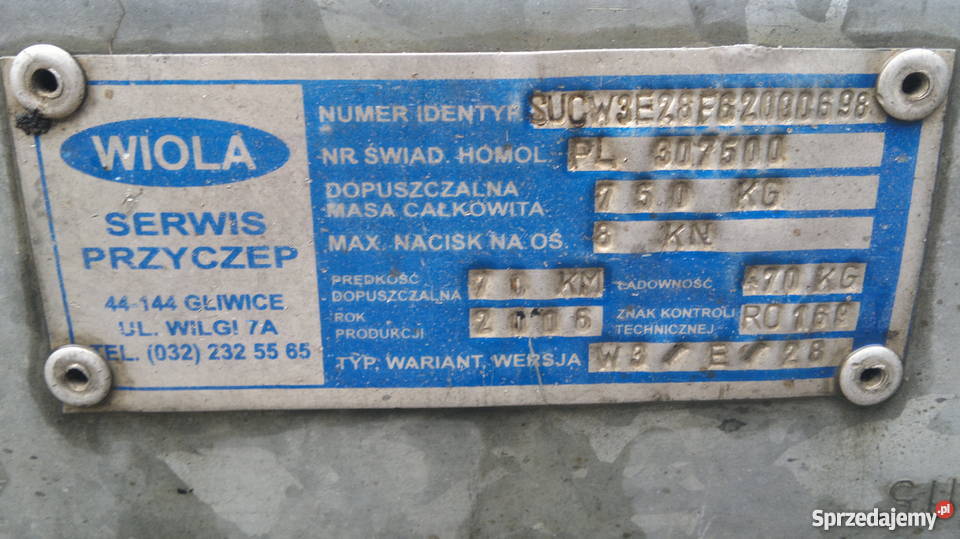 WIOLA
SERWIS
PRZYCZEP
44-144 GLIWICE
UL. WILGI 7A
TEL. (032) 232 55 65
NUMER IDENTYF. SUCW3E28F62000698
NR ŚWIAD. HOMOL. PL 307500
DOPUSZCZALNA
MASA CAŁKOWITA 750 KG
MAX. NACISK NA OŚ. 8 KN
PRĘDKOŚĆ
DOPUSZCZALNA 70 KM
ŁADOWNOŚĆ 470 KG
ROK
PRODUKCJI 2006
ZNAK KONTROLI
TECHNICZNEJ RO169
TYP, WARIANT, WERSJA W3/E/28
Sprzedajemy.pl